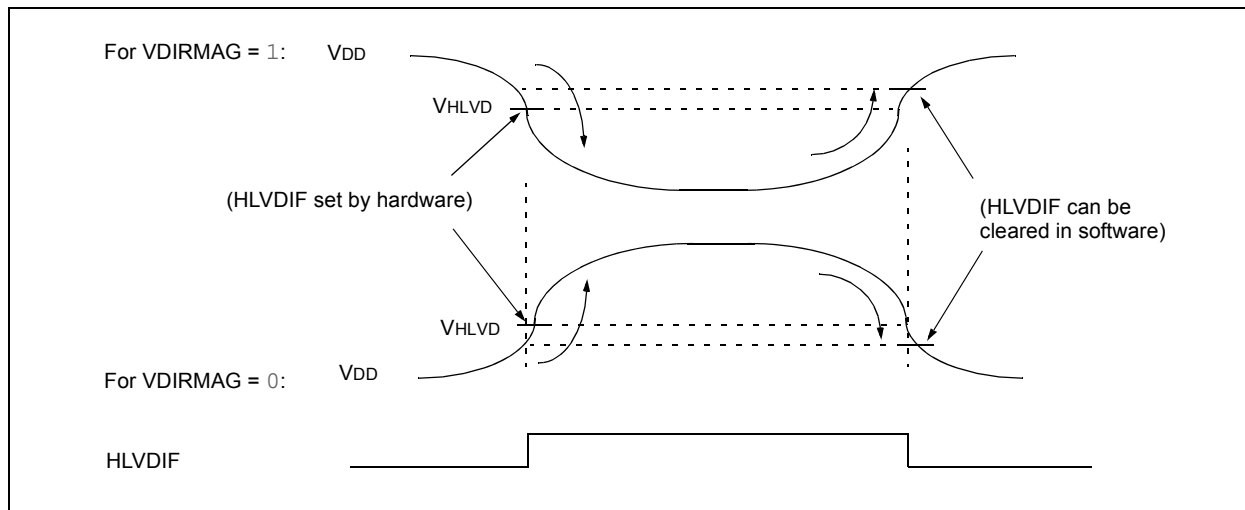 For VDIRMAG = 1: VDD
VHLVD
(HLVDIF set by hardware)
(HLVDIF can be
cleared in software)
VHLVD
For VDIRMAG = 0: VDD
HLVDIF